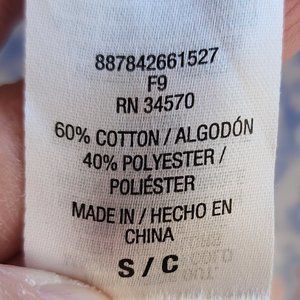 887842661527
F9
RN 34570
60% COTTON / ALGODÓN
40% POLYESTER /
POLIÉSTER
MADE IN / HECHO EN
CHINA
S / C